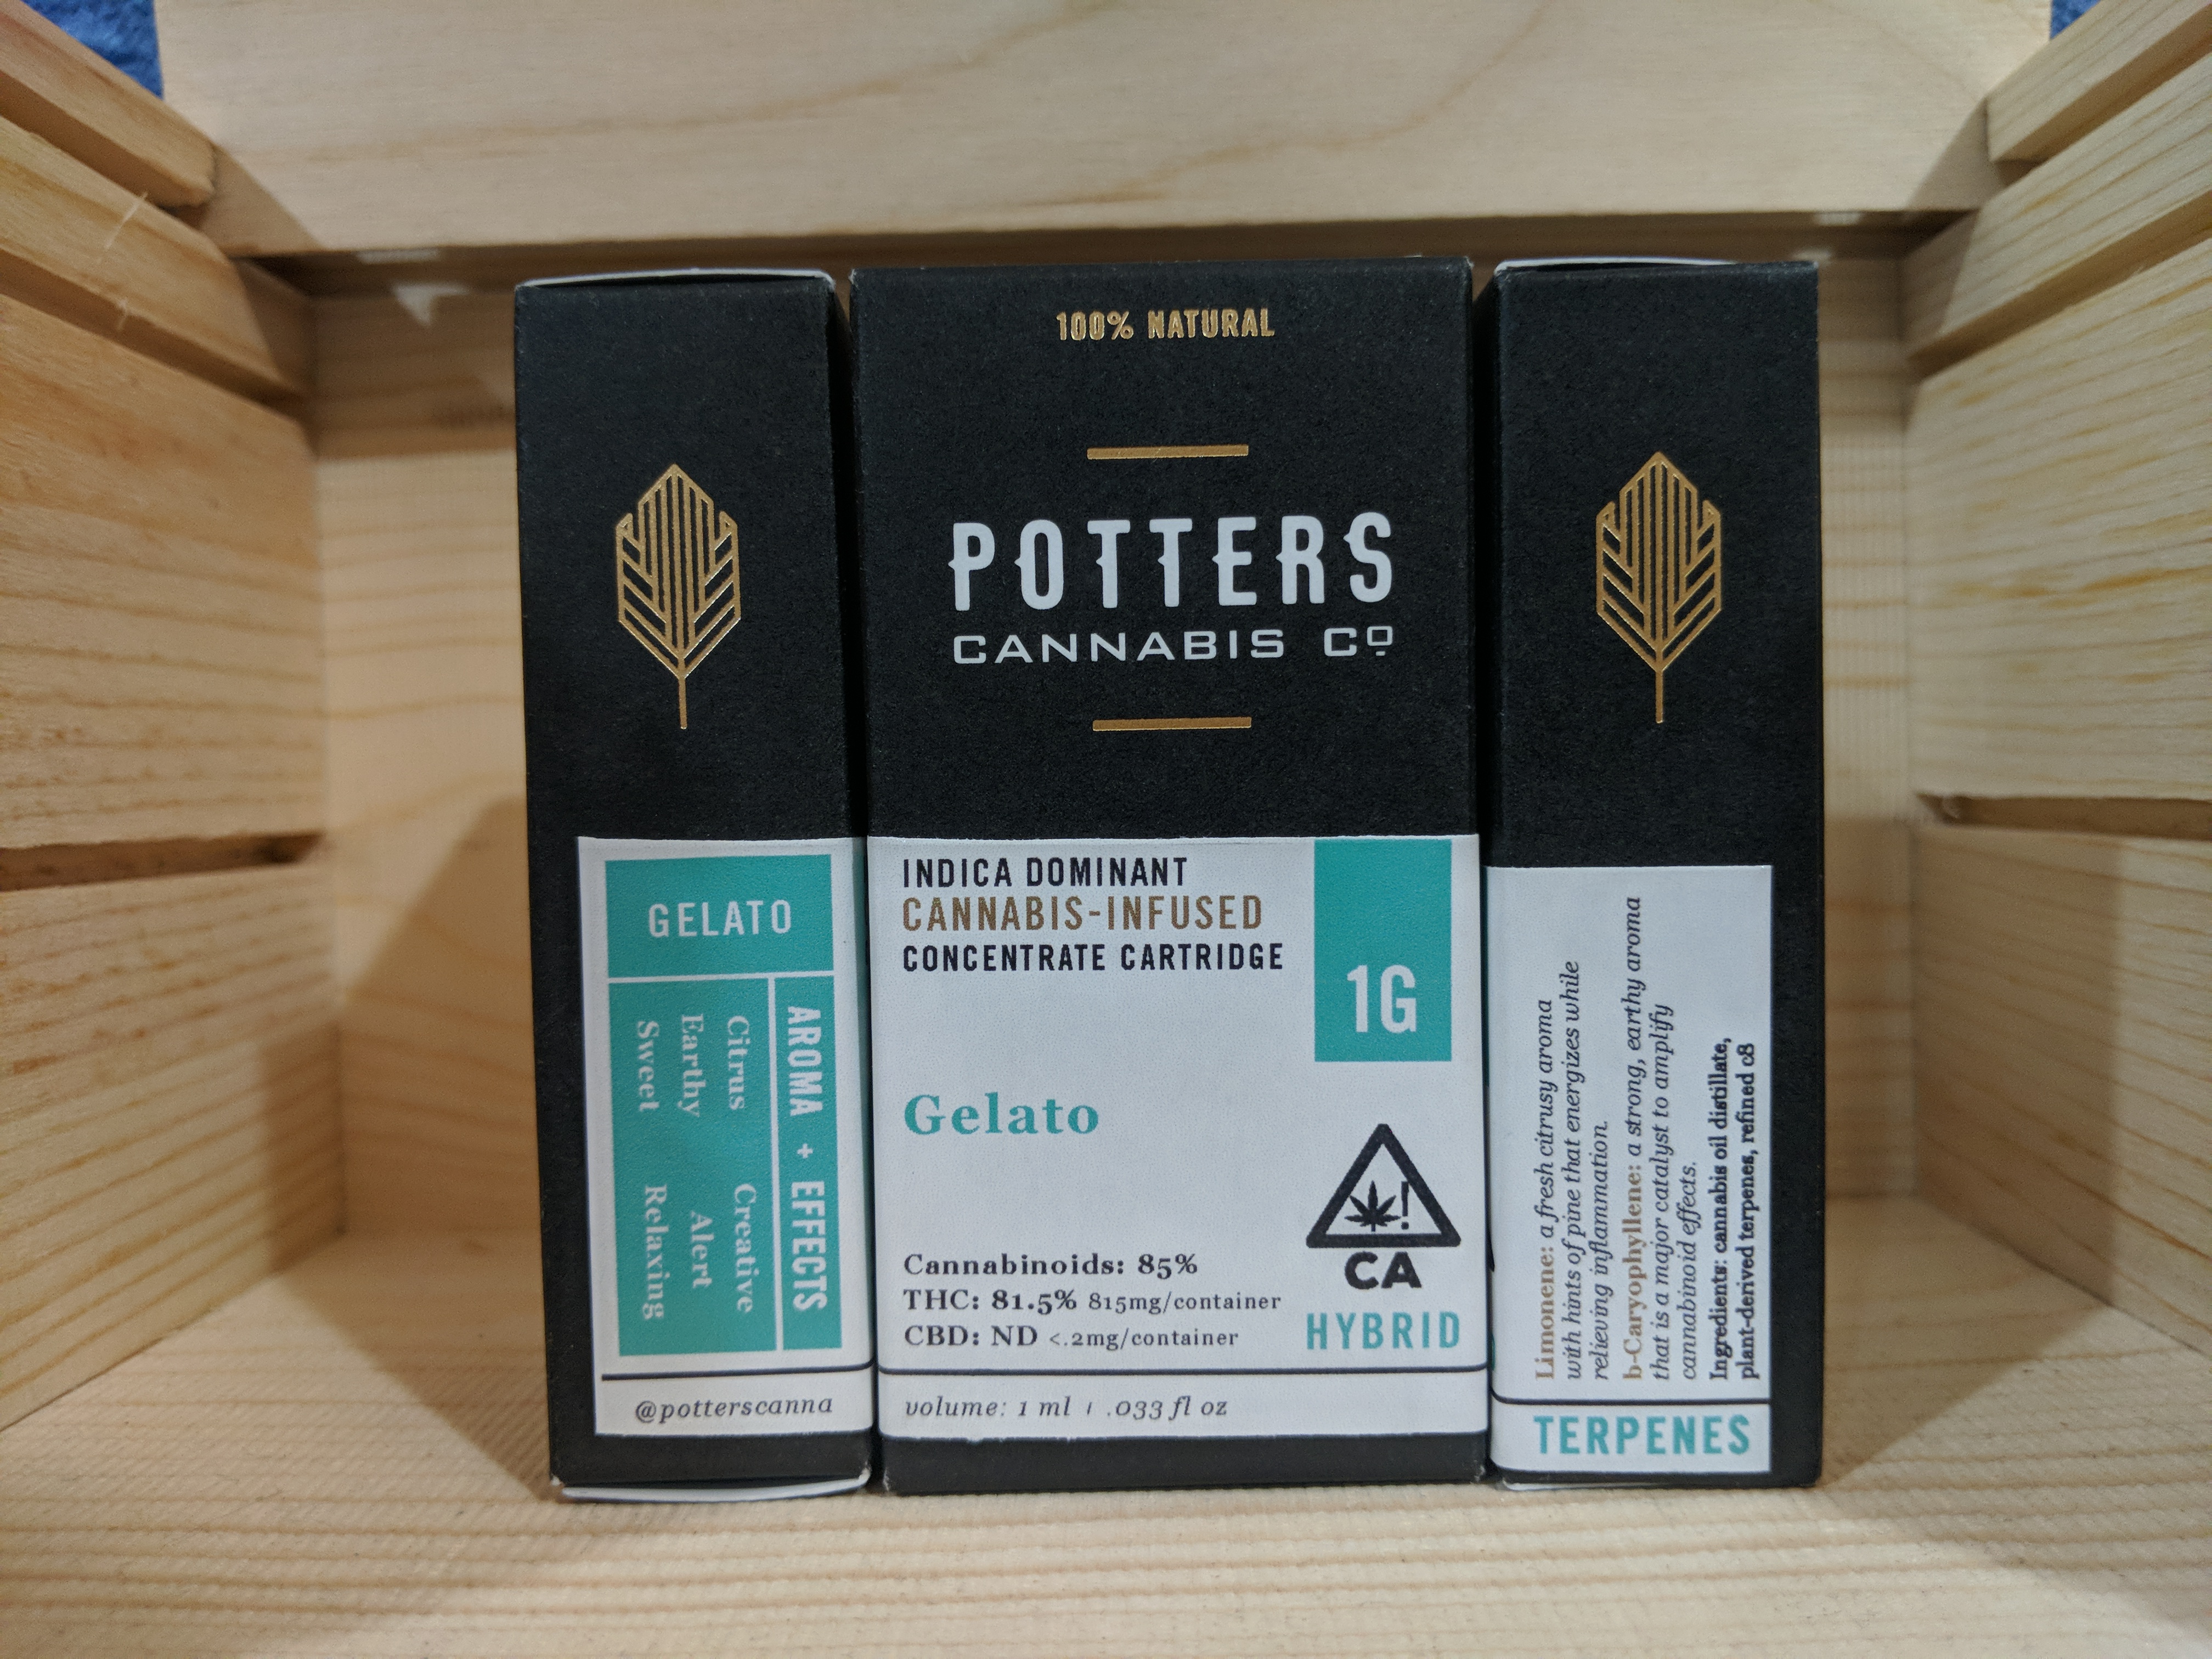 GELATO
AROMA + EFFECTS
Citrus Creative
Earthy Alert
Sweet Relaxing
@potterscanna
100% NATURAL
POTTERS
CANNABIS Cº
INDICA DOMINANT
CANNABIS-INFUSED
CONCENTRATE CARTRIDGE
1G
Gelato
Cannabinoids: 85%
THC: 81.5% 815mg/container
CBD: ND <.2mg/container
CA
HYBRID
volume: 1 ml | .033 fl oz
Limonene: a fresh citrusy aroma
with hints of pine that energizes while
relieving inflammation.
b-Caryophyllene: a strong, earthy aroma
that is a major catalyst to amplify
cannabinoid effects.
Ingredients: cannabis oil distillate,
plant-derived terpenes, refined c8
TERPENES